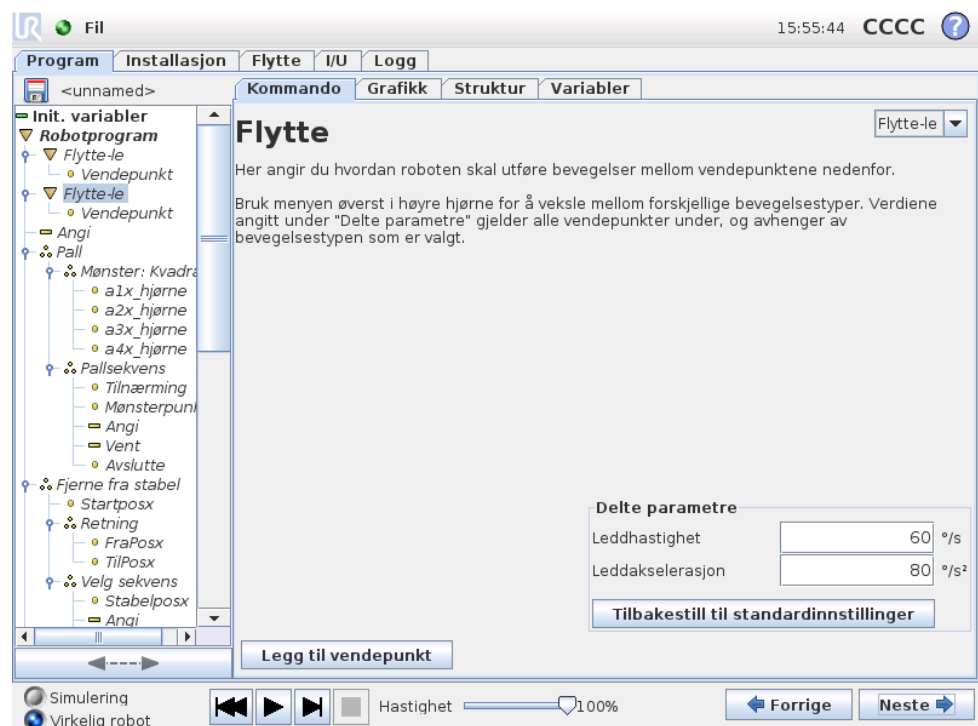 Fil
15:55:44 CCCC ?
Program Installasjon Flytte I/U Logg
<unnamed>
Kommando Grafikk Struktur Variabler
Init. variabler
Robotprogram
Flytte-le
Vendepunkt
Flytte-le
Vendepunkt
Angi
Pall
Mønster: Kvadra
a1x_hjørne
a2x_hjørne
a3x_hjørne
a4x_hjørne
Pallsekvens
Tilnærming
Mønsterpun
Angi
Vent
Avslutte
Fjerne fra stabel
Startposx
Retning
FraPosx
TilPosx
Velg sekvens
Stabelposx
Angi
Flytte
Flytte-le
Her angir du hvordan roboten skal utføre bevegelser mellom vendepunktene nedenfor.
Bruk menyen øverst i høyre hjørne for å veksle mellom forskjellige bevegelsestyper. Verdiene
angitt under "Delte parametre" gjelder alle vendepunkter under, og avhenger av
bevegelsestypen som er valgt.
Delte parametre
Leddhastighet 60 °/s
Leddakselerasjon 80 °/s²
Tilbakestill til standardinnstillinger
Legg til vendepunkt
Simulering
Virkelig robot
Hastighet 100%
Forrige Neste